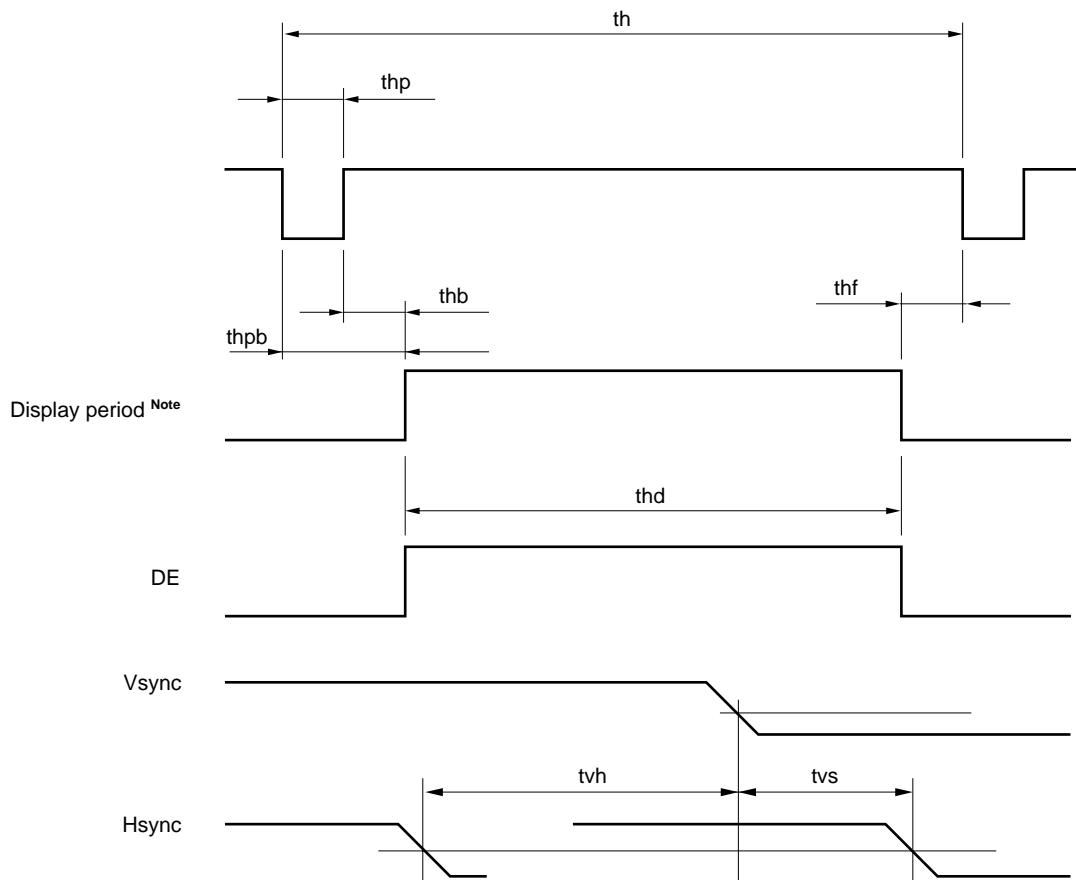 th
thp
thb
thf
thpb
Display period Note
thd
DE
Vsync
tvh
tvs
Hsync